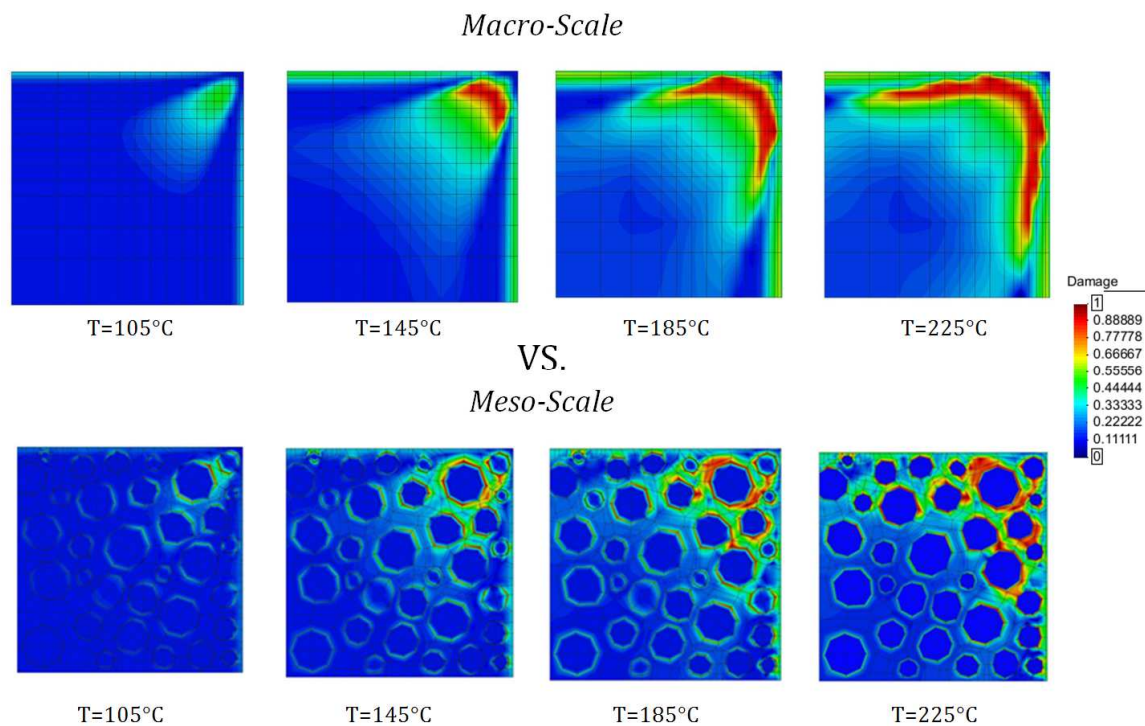 Macro-Scale
T=105°C
T=145°C
T=185°C
T=225°C
VS.
Meso-Scale
Damage
1
0.88889
0.77778
0.66667
0.55556
0.44444
0.33333
0.22222
0.11111
0
T=105°C
T=145°C
T=185°C
T=225°C